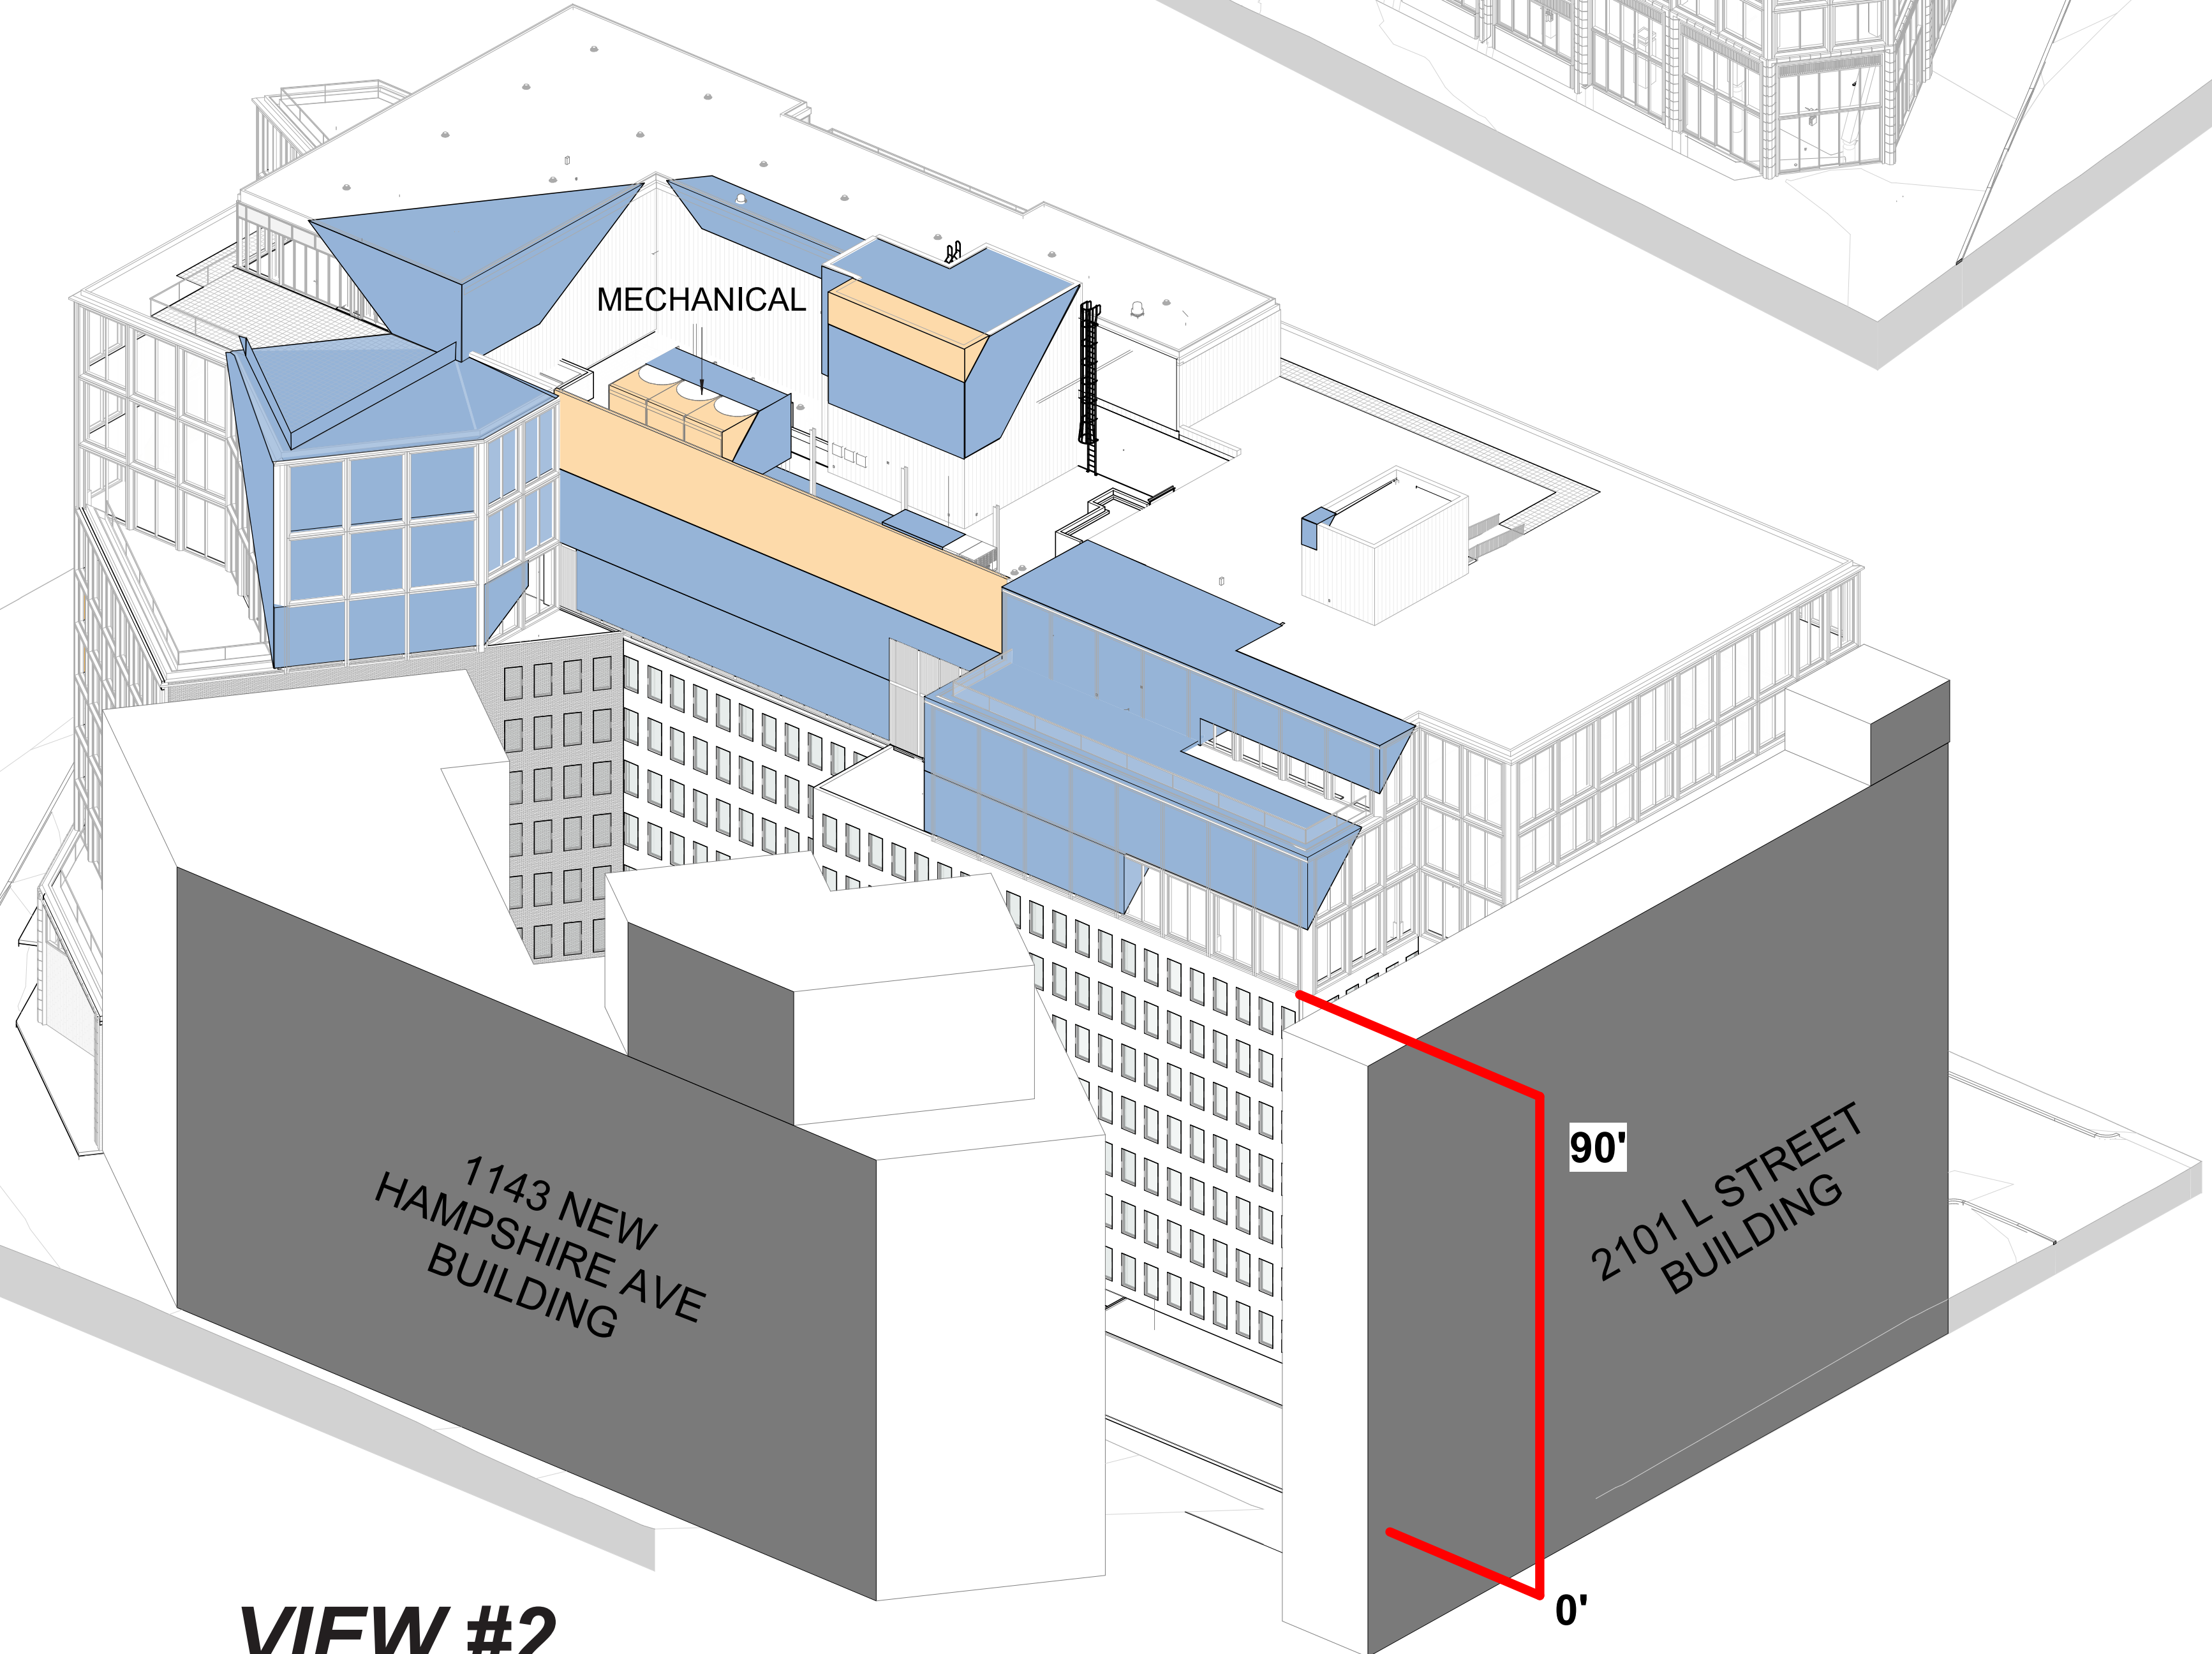 MECHANICAL
90'
2101 L STREET
BUILDING
1143 NEW
HAMPSHIRE AVE
BUILDING
0'
VIEW #2